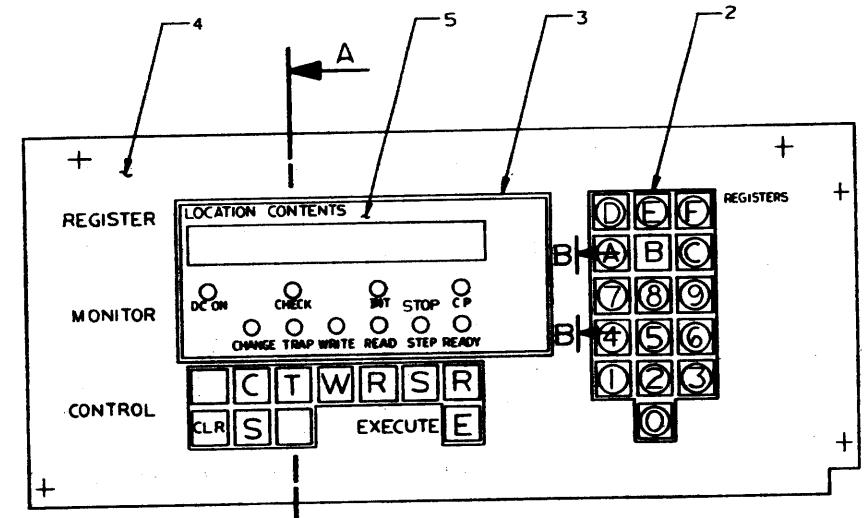 4 5 3 2
A
REGISTER
LOCATION CONTENTS
REGISTERS
D E F
B A B C
MONITOR
DC ON CHECK INT STOP CP
7 8 9
CHANGE TRAP WRITE READ STEP READY
B 4 5 6
C T W R S R
1 2 3
CONTROL
CLR S EXECUTE E
0